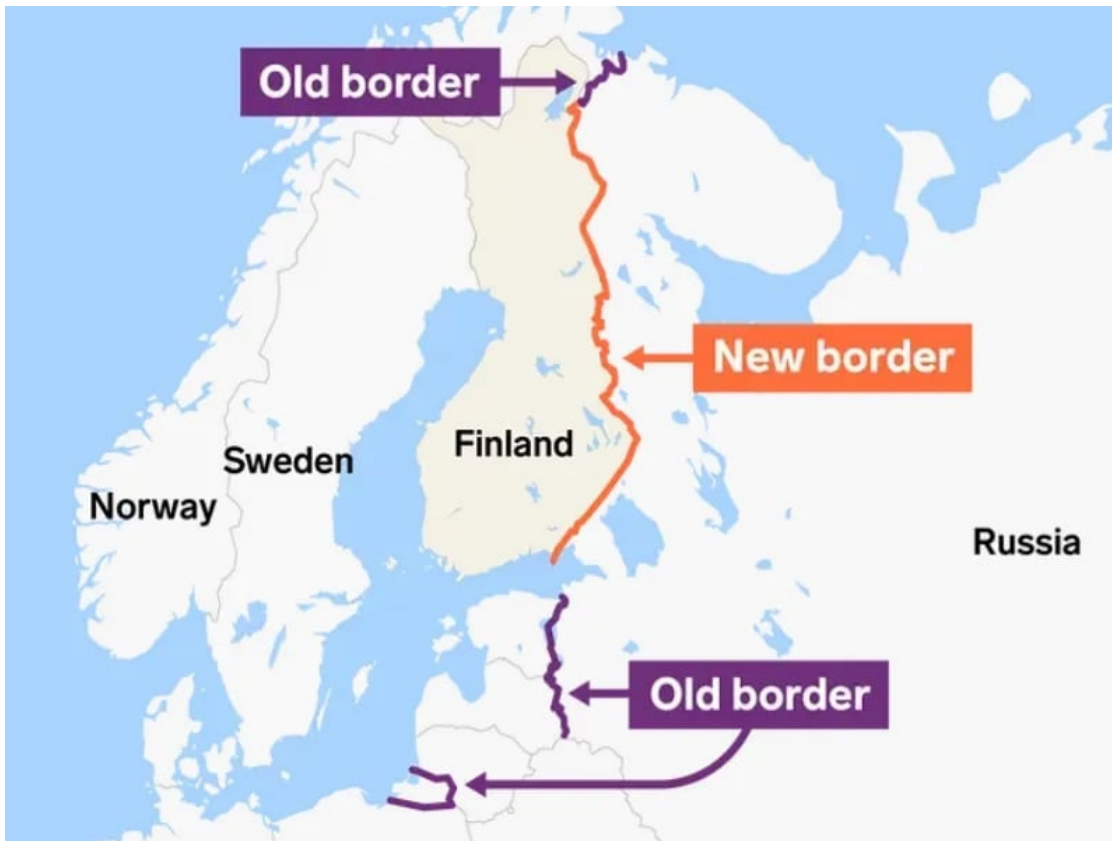 Old border
New border
Finland
Sweden
Norway
Russia
Old border